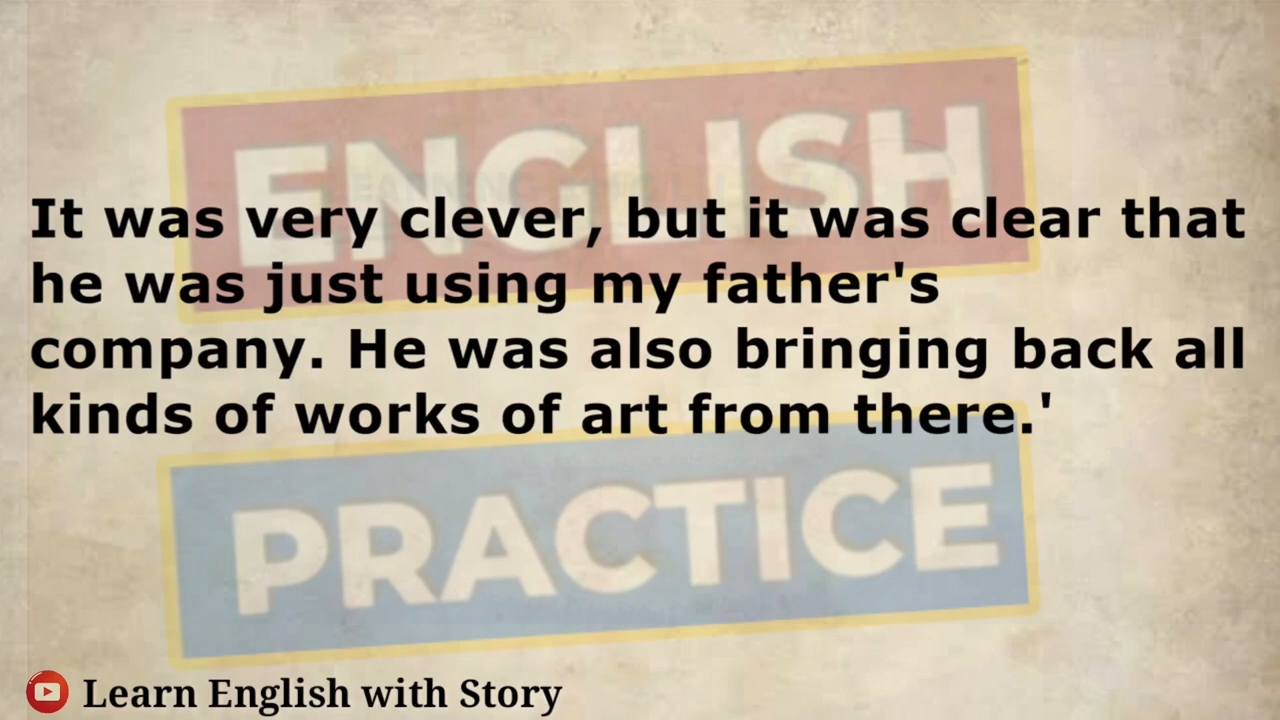 ENGLISH
It was very clever, but it was clear that
he was just using my father's
company. He was also bringing back all
kinds of works of art from there.'
PRACTICE
Learn English with Story